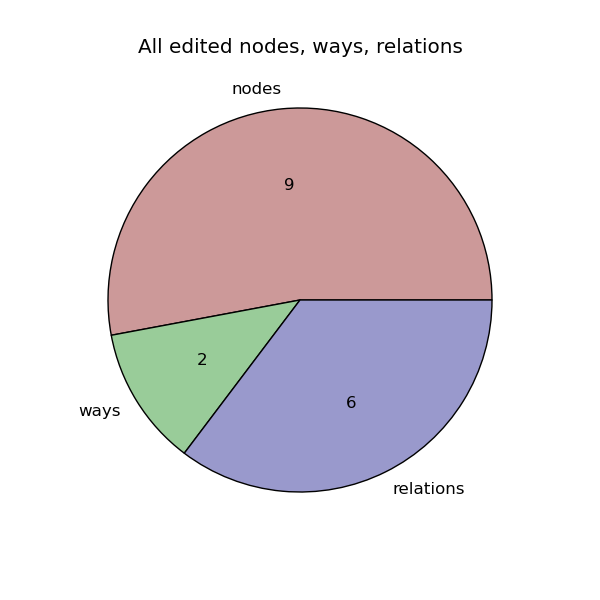 All edited nodes, ways, relations
nodes
9
2
ways
6
relations